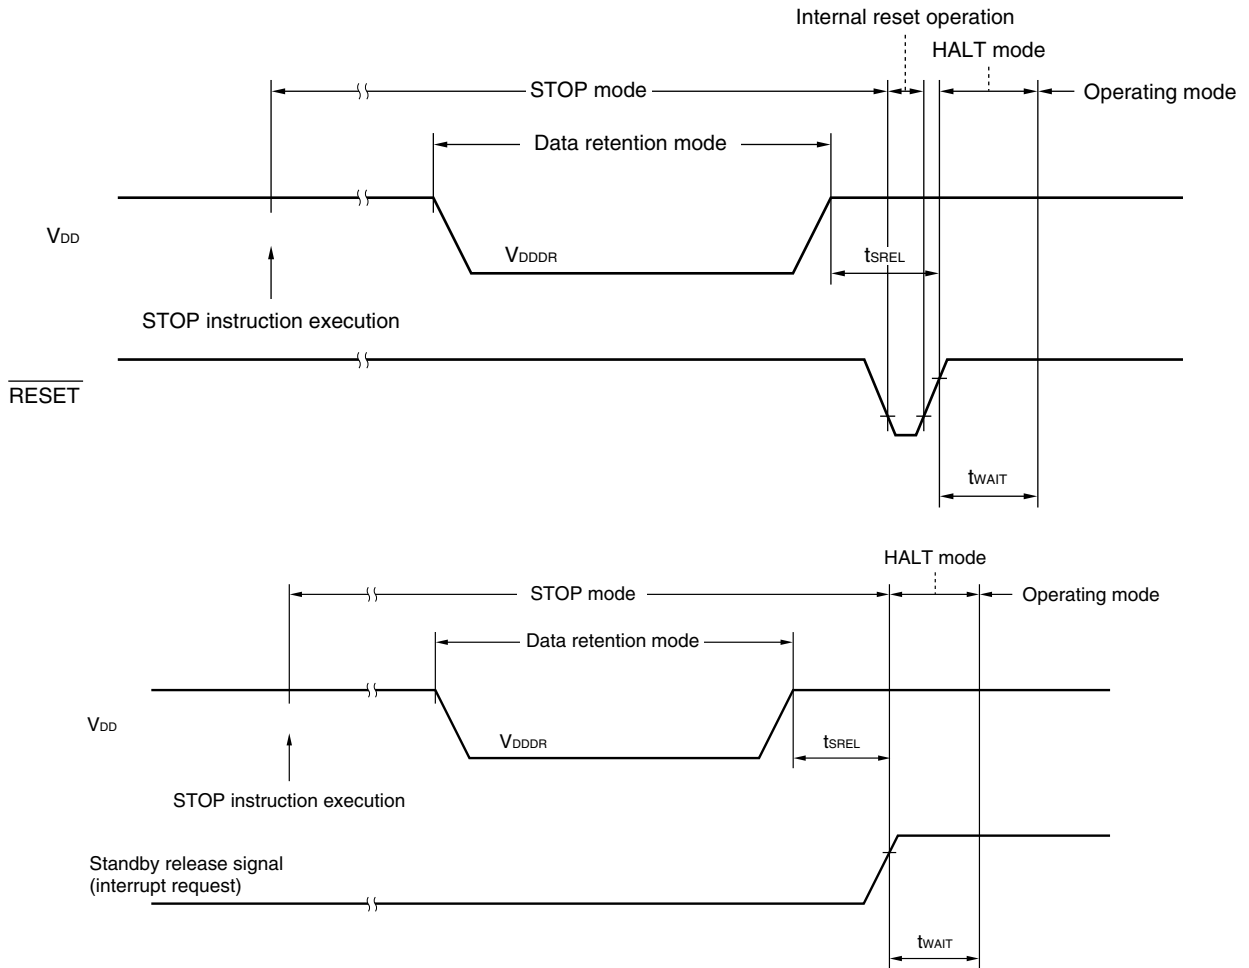 Internal reset operation
HALT mode
STOP mode
Operating mode
Data retention mode
VDD
VDDDR
tSREL
STOP instruction execution
RESET
tWAIT
HALT mode
STOP mode
Operating mode
Data retention mode
VDD
VDDDR
tSREL
STOP instruction execution
Standby release signal
(interrupt request)
tWAIT